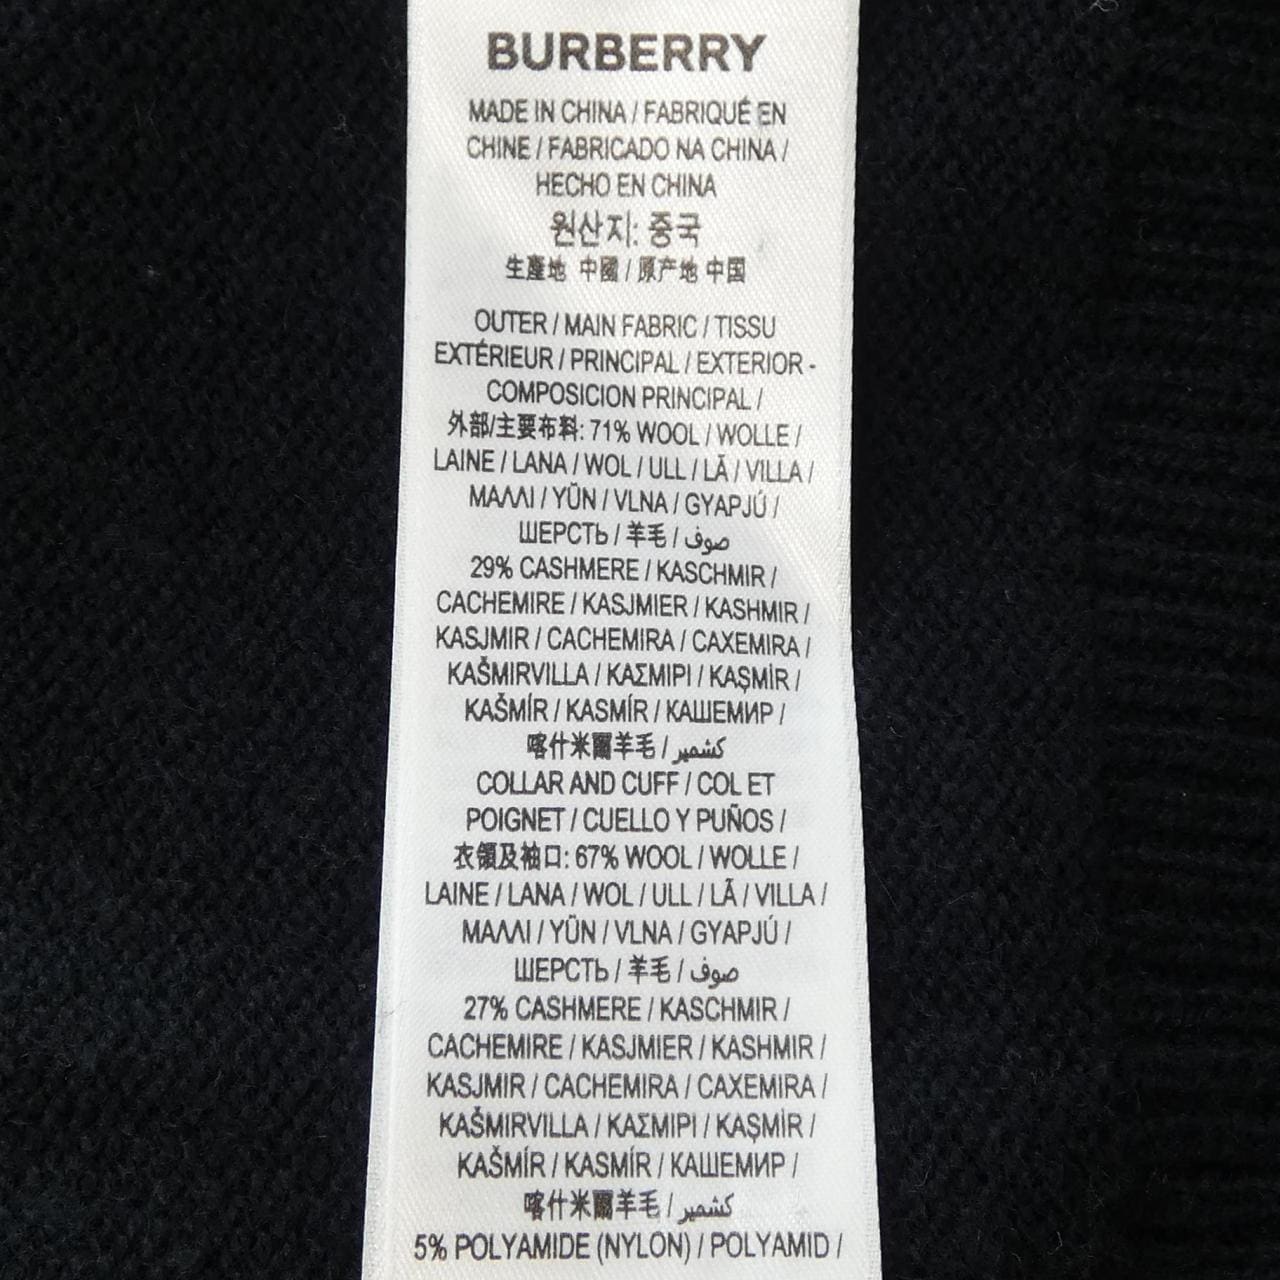 BURBERRY
MADE IN CHINA / FABRIQUÉ EN
CHINE / FABRICADO NA CHINA /
HECHO EN CHINA
원산지: 중국
生產地 中國 / 原产地 中国
OUTER / MAIN FABRIC / TISSU
EXTÉRIEUR / PRINCIPAL / EXTERIOR -
COMPOSICION PRINCIPAL /
外部/主要布料: 71% WOOL / WOLLE /
LAINE / LANA / WOL / ULL / LÃ / VILLA /
ΜΑΛΛΙ / YÜN / VLNA / GYAPJÚ /
ШЕРСТЬ / 羊毛 / صوف
29% CASHMERE / KASCHMIR /
CACHEMIRE / KASJMIER / KASHMIR /
KASJMIR / CACHEMIRA / CAXEMIRA /
KAŠMIRVILLA / ΚΑΣΜΙΡΙ / KAŞMİR /
KAŠMÍR / KASMÍR / КАШЕМИР /
喀什米爾羊毛 / كشمير
COLLAR AND CUFF / COL ET
POIGNET / CUELLO Y PUÑOS /
衣領及袖口: 67% WOOL / WOLLE /
LAINE / LANA / WOL / ULL / LÃ / VILLA /
ΜΑΛΛΙ / YÜN / VLNA / GYAPJÚ /
ШЕРСТЬ / 羊毛 / صوف
27% CASHMERE / KASCHMIR /
CACHEMIRE / KASJMIER / KASHMIR /
KASJMIR / CACHEMIRA / CAXEMIRA /
KAŠMIRVILLA / ΚΑΣΜΙΡΙ / KAŞMİR /
KAŠMÍR / KASMÍR / КАШЕМИР /
喀什米爾羊毛 / كشمير
5% POLYAMIDE (NYLON) / POLYAMID /